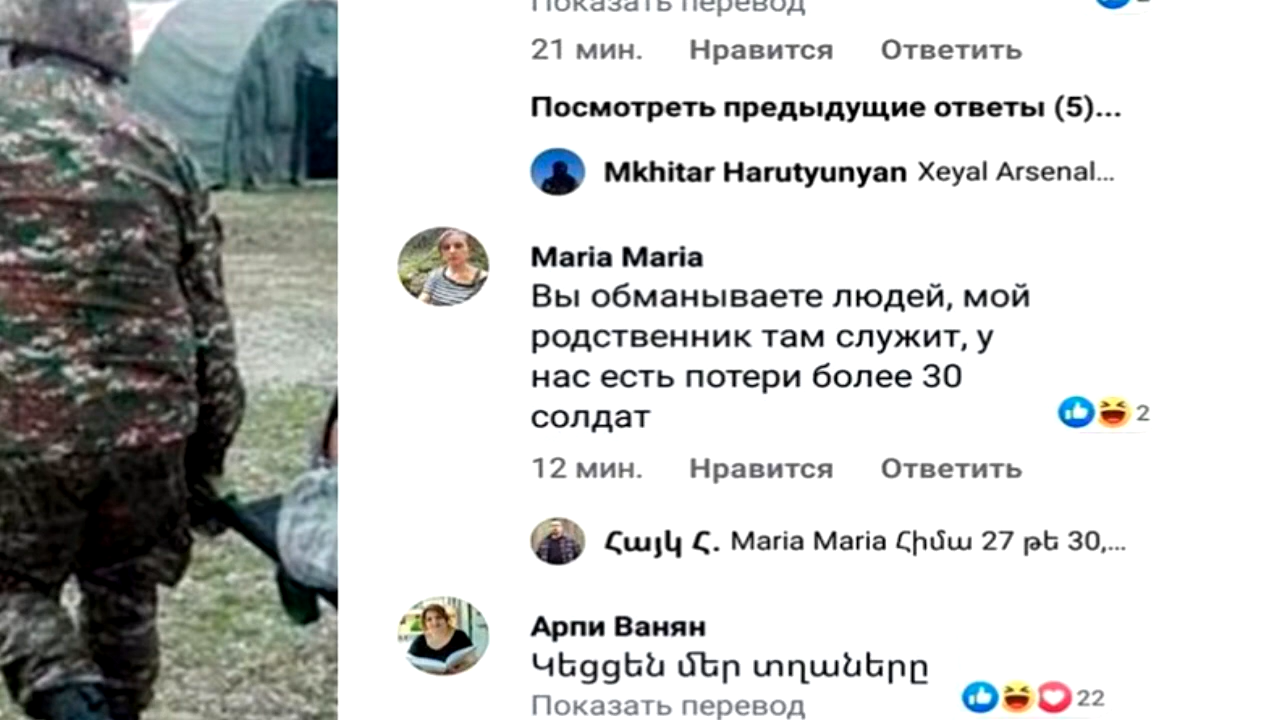 Показать перевод
21 мин. Нравится Ответить
Посмотреть предыдущие ответы (5)...
Mkhitar Harutyunyan Xeyal Arsenal...
Maria Maria
Вы обманываете людей, мой
родственник там служит, у
нас есть потери более 30
солдат
2
12 мин. Нравится Ответить
Հայկ Հ. Maria Maria Հիմա 27 թե 30,...
Арпи Ванян
Կեցցեն մեր տղաները
Показать перевод
22